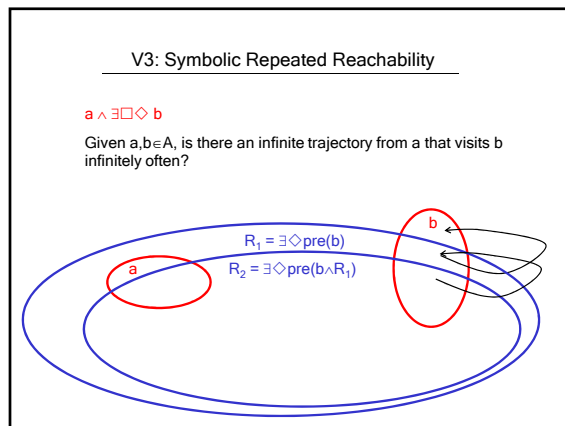 V3: Symbolic Repeated Reachability
a ∧ ∃□◇ b
Given a,b∈A, is there an infinite trajectory from a that visits b
infinitely often?
b
R₁ = ∃◇pre(b)
a
R₂ = ∃◇pre(b∧R₁)